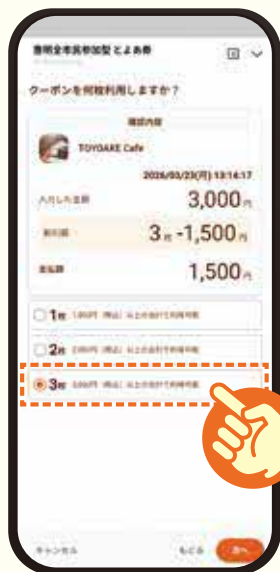 豊明全市民参加型 とよあ券
クーポンを何枚利用しますか？
確認内容
TOYOAKE Cafe
2026/03/23(月) 13:14:17
入力した金額 3,000円
割引額 3枚 -1,500円
支払額 1,500円
1枚
2枚
3枚
キャンセル もどる 次へ